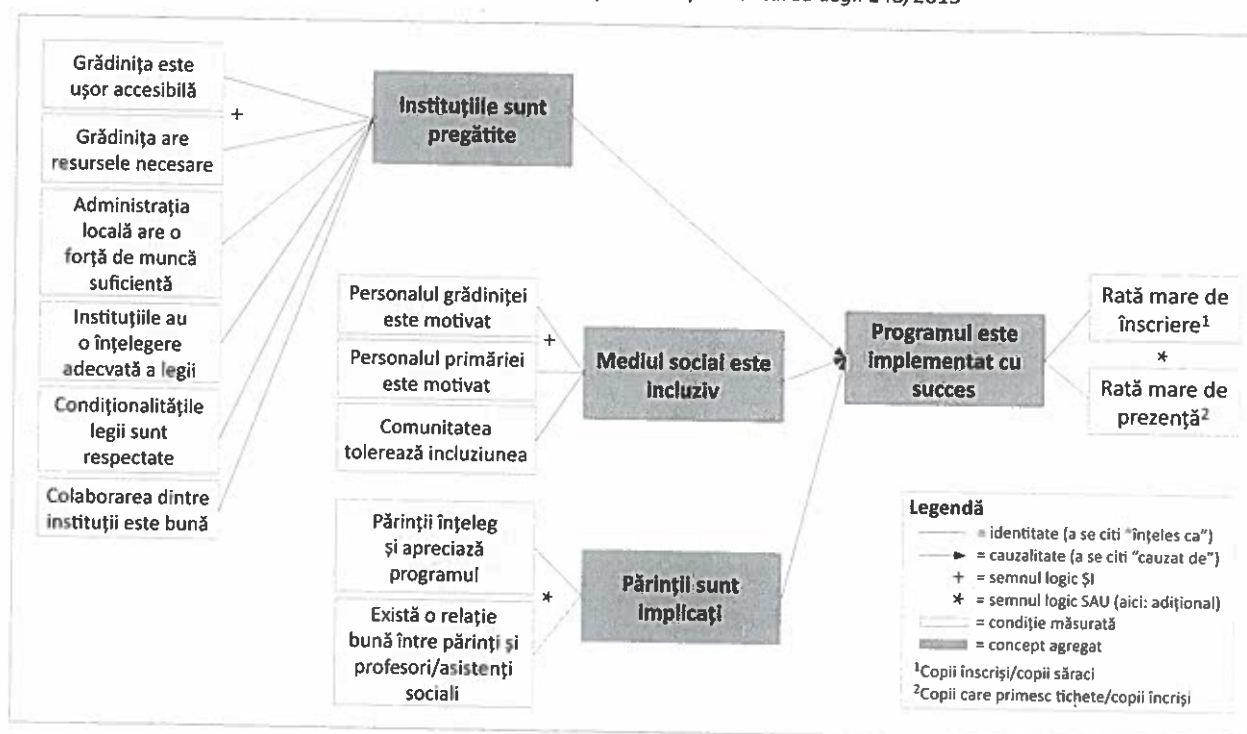 248/2015
Grădinița este
ușor accesibilă
+
Grădinița are
resursele necesare
Administrația
locală are o
forță de muncă
suficientă
Instituțiile au
o înțelegere
adecvată a legii
Condiționalitățile
legii sunt
respectate
Colaborarea dintre
instituții este bună
Instituțiile sunt
pregătite
Personalul grădiniței
este motivat
+
Personalul primăriei
este motivat
Comunitatea
tolerează incluziunea
Mediul social este
incluziv
Părinții înțeleg
și apreciază
programul
*
Există o relație
bună între părinți și
profesori/asistenți
sociali
Părinții sunt
implicați
Programul este
implementat cu
succes
Rată mare de
înscriere¹
*
Rată mare de
prezență²
Legendă
= identitate (a se citi "înțeles ca")
= cauzalitate (a se citi "cauzat de")
+ = semnul logic ȘI
* = semnul logic SAU (aici: adițional)
= condiție măsurată
= concept agregat
¹Copii înscriși/copii săraci
²Copii care primesc tichete/copii încriși